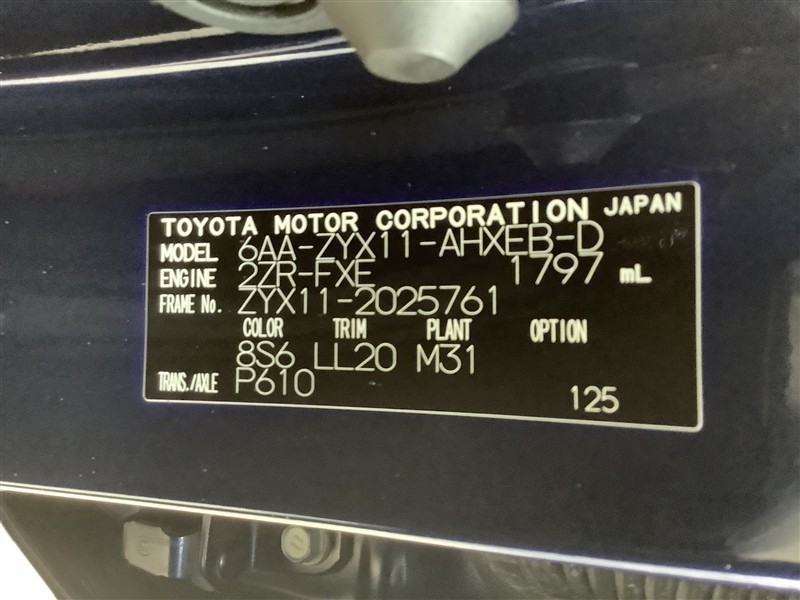 TOYOTA MOTOR CORPORATION JAPAN
MODEL 6AA-ZYX11-AHXEB-D
ENGINE 2ZR-FXE 1797 mL
FRAME No. ZYX11-2025761
COLOR TRIM PLANT OPTION
8S6 LL20 M31
TRANS./AXLE P610
125